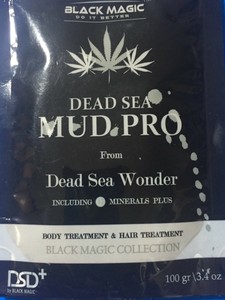 BLACK MAGIC
DO IT BETTER
DEAD SEA
MUD PRO
From
Dead Sea Wonder
INCLUDING MINERALS PLUS
BODY TREATMENT & HAIR TREATMENT
BLACK MAGIC COLLECTION
DSD+
by BLACK MAGIC
100 gr \ 3.4 oz